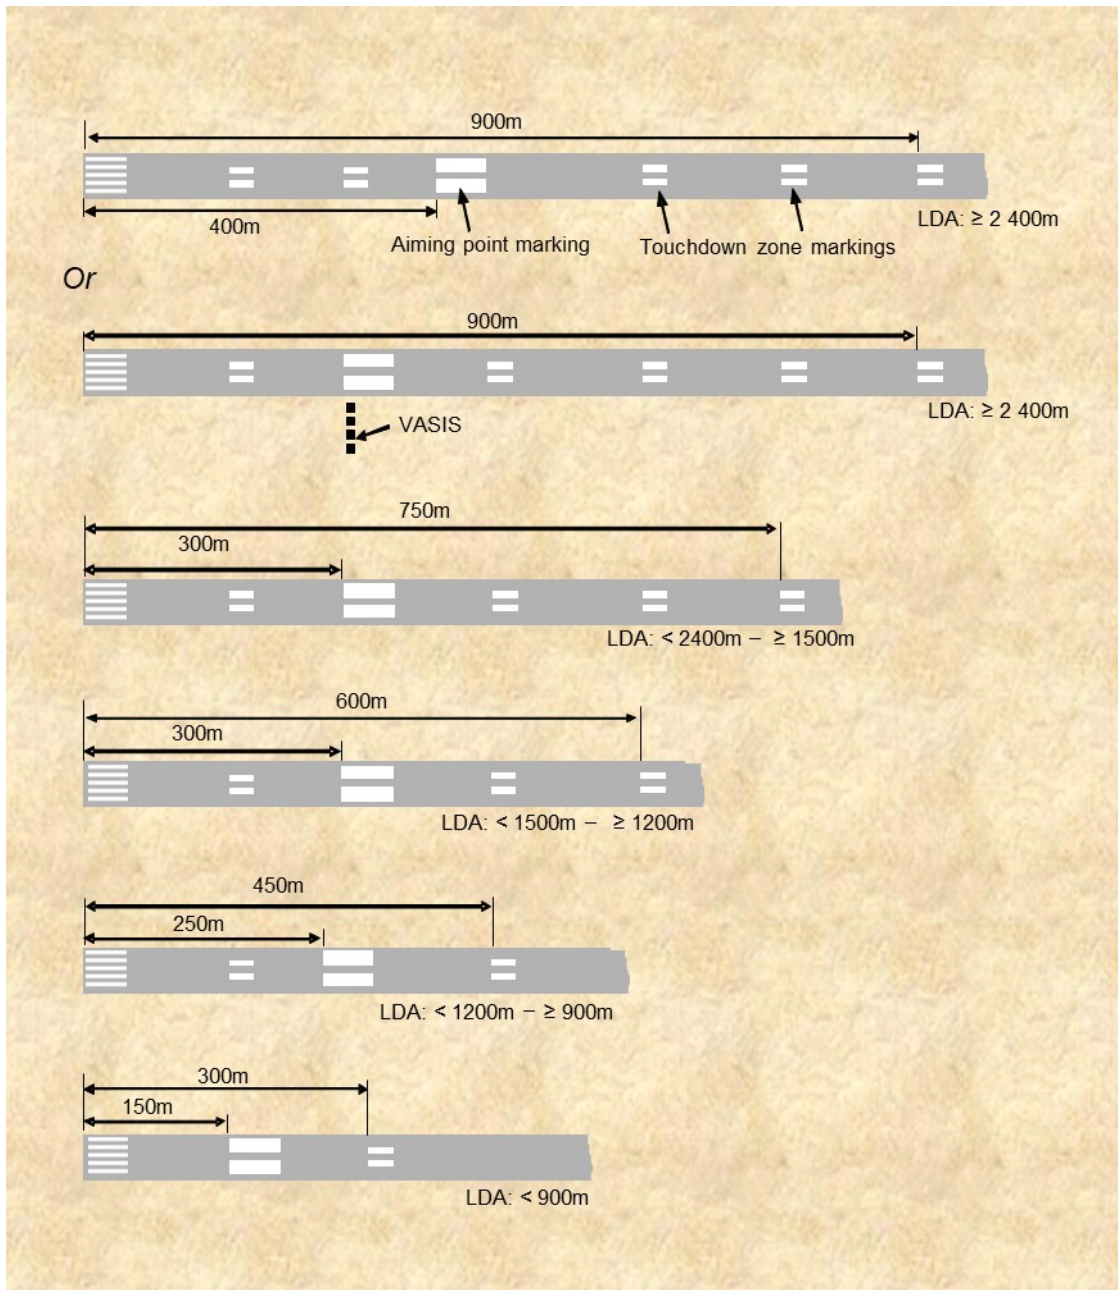 900m
400m
Aiming point marking
Touchdown zone markings
LDA: ≥ 2 400m
Or
900m
LDA: ≥ 2 400m
VASIS
750m
300m
LDA: < 2400m – ≥ 1500m
600m
300m
LDA: < 1500m – ≥ 1200m
450m
250m
LDA: < 1200m – ≥ 900m
300m
150m
LDA: < 900m